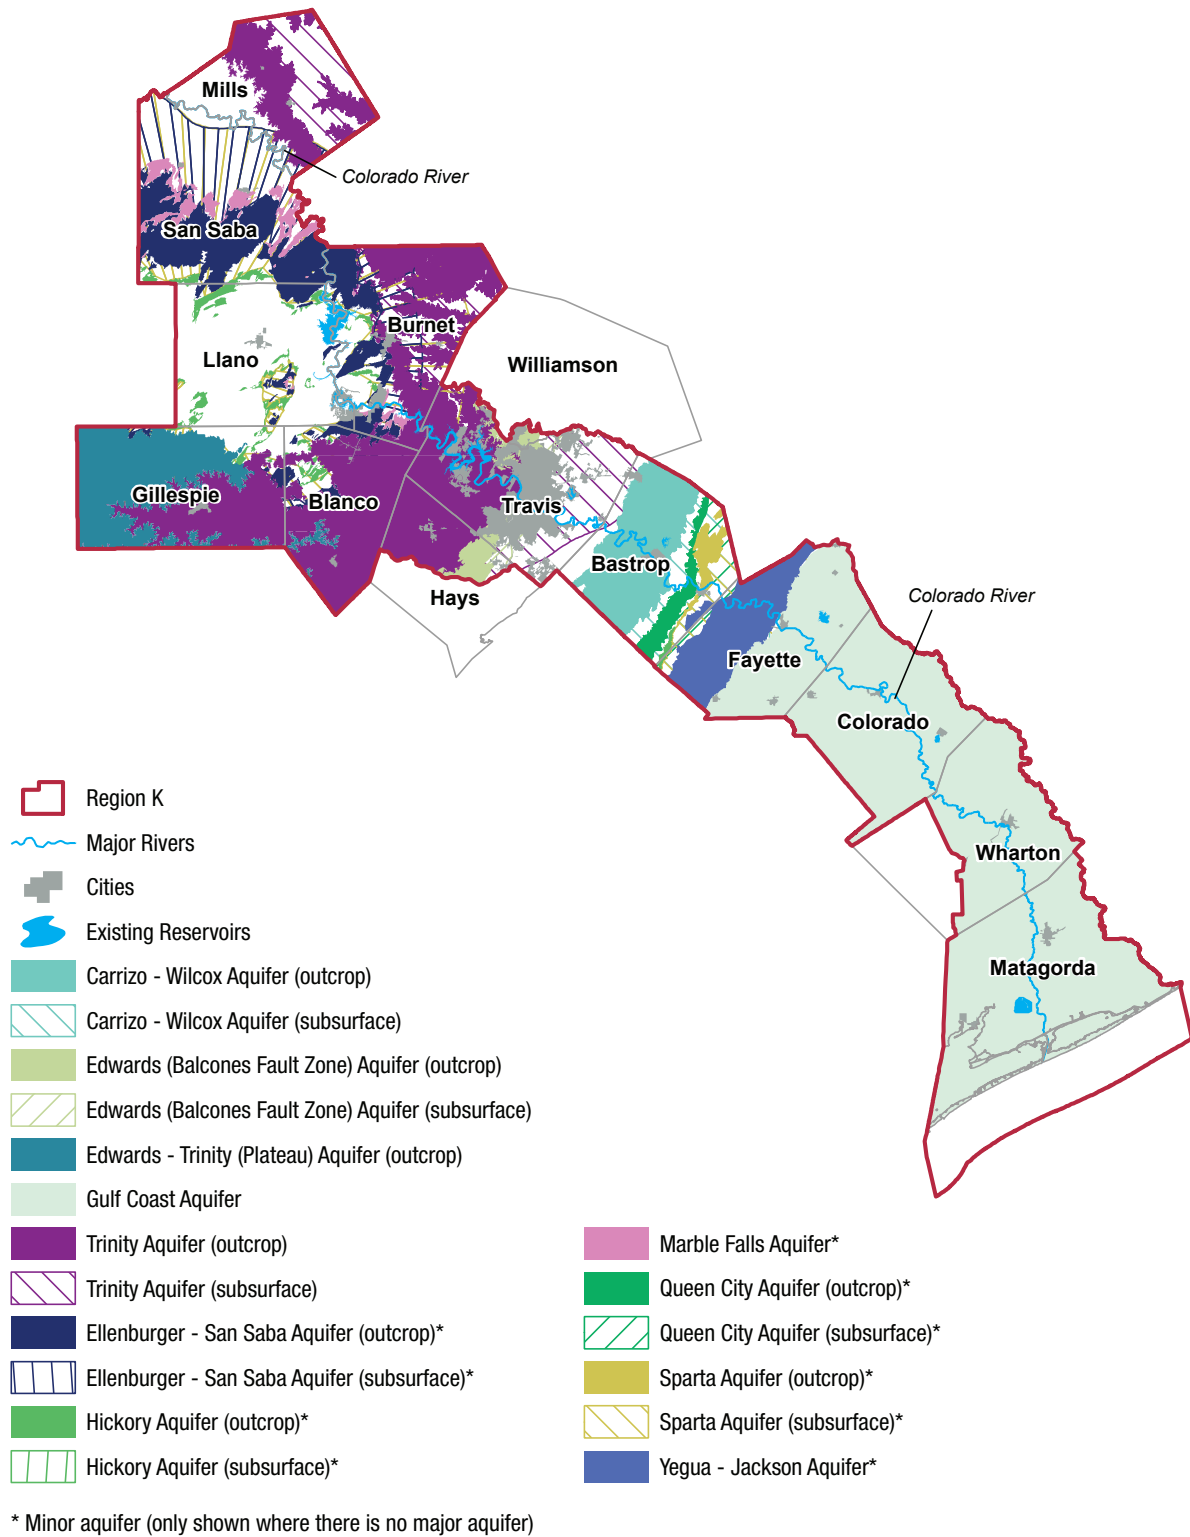 Mills
Colorado River
San Saba
Burnet
Llano
Williamson
Gillespie
Blanco
Travis
Bastrop
Hays
Colorado River
Fayette
Colorado
Wharton
Matagorda
Region K
Major Rivers
Cities
Existing Reservoirs
Carrizo - Wilcox Aquifer (outcrop)
Carrizo - Wilcox Aquifer (subsurface)
Edwards (Balcones Fault Zone) Aquifer (outcrop)
Edwards (Balcones Fault Zone) Aquifer (subsurface)
Edwards - Trinity (Plateau) Aquifer (outcrop)
Gulf Coast Aquifer
Trinity Aquifer (outcrop)
Trinity Aquifer (subsurface)
Ellenburger - San Saba Aquifer (outcrop)*
Ellenburger - San Saba Aquifer (subsurface)*
Hickory Aquifer (outcrop)*
Hickory Aquifer (subsurface)*
Marble Falls Aquifer*
Queen City Aquifer (outcrop)*
Queen City Aquifer (subsurface)*
Sparta Aquifer (outcrop)*
Sparta Aquifer (subsurface)*
Yegua - Jackson Aquifer*
* Minor aquifer (only shown where there is no major aquifer)